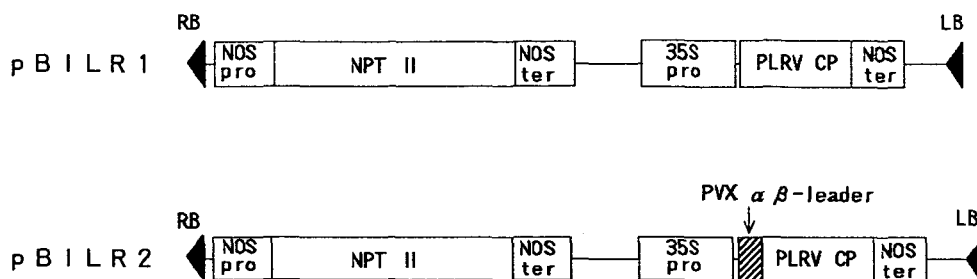 RB LB
pBILR1
NOS pro NPT II NOS ter 35S pro PLRV CP NOS ter
PVX αβ-leader
RB LB
pBILR2
NOS pro NPT II NOS ter 35S pro PLRV CP NOS ter